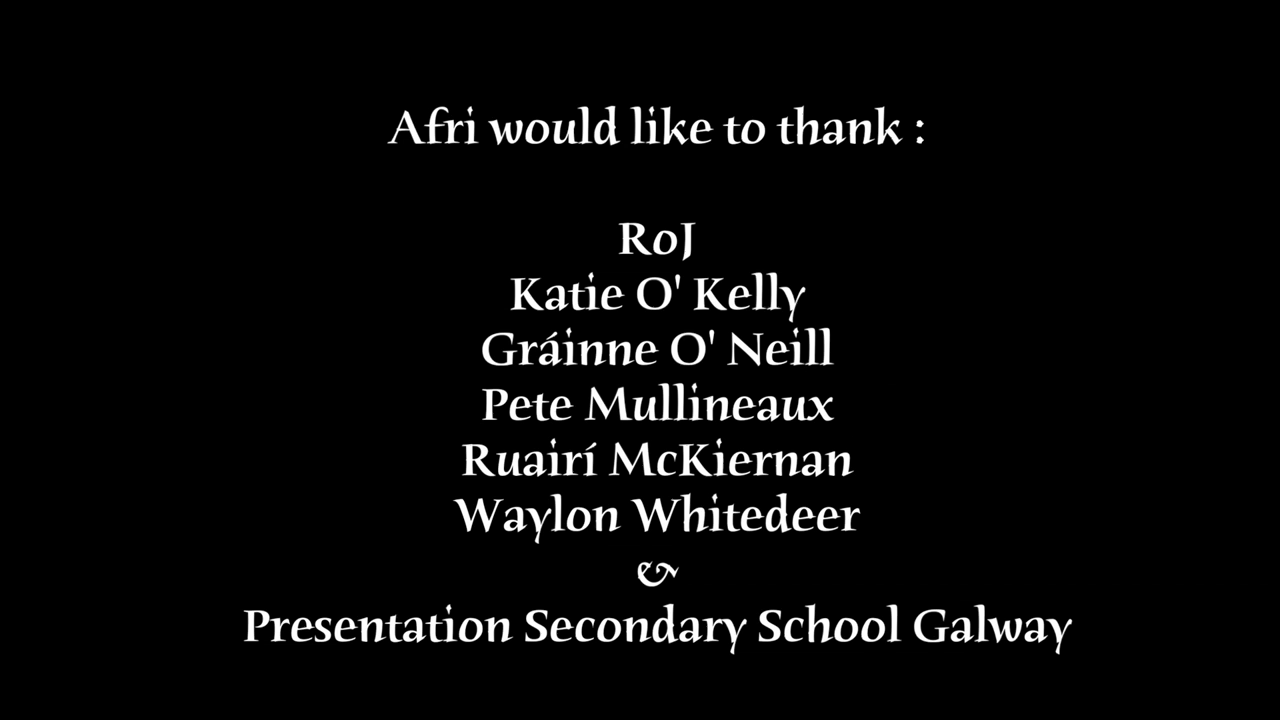 Afri would like to thank :
RoJ
Katie O' Kelly
Gráinne O' Neill
Pete Mullineaux
Ruairí McKiernan
Waylon Whitedeer
&
Presentation Secondary School Galway